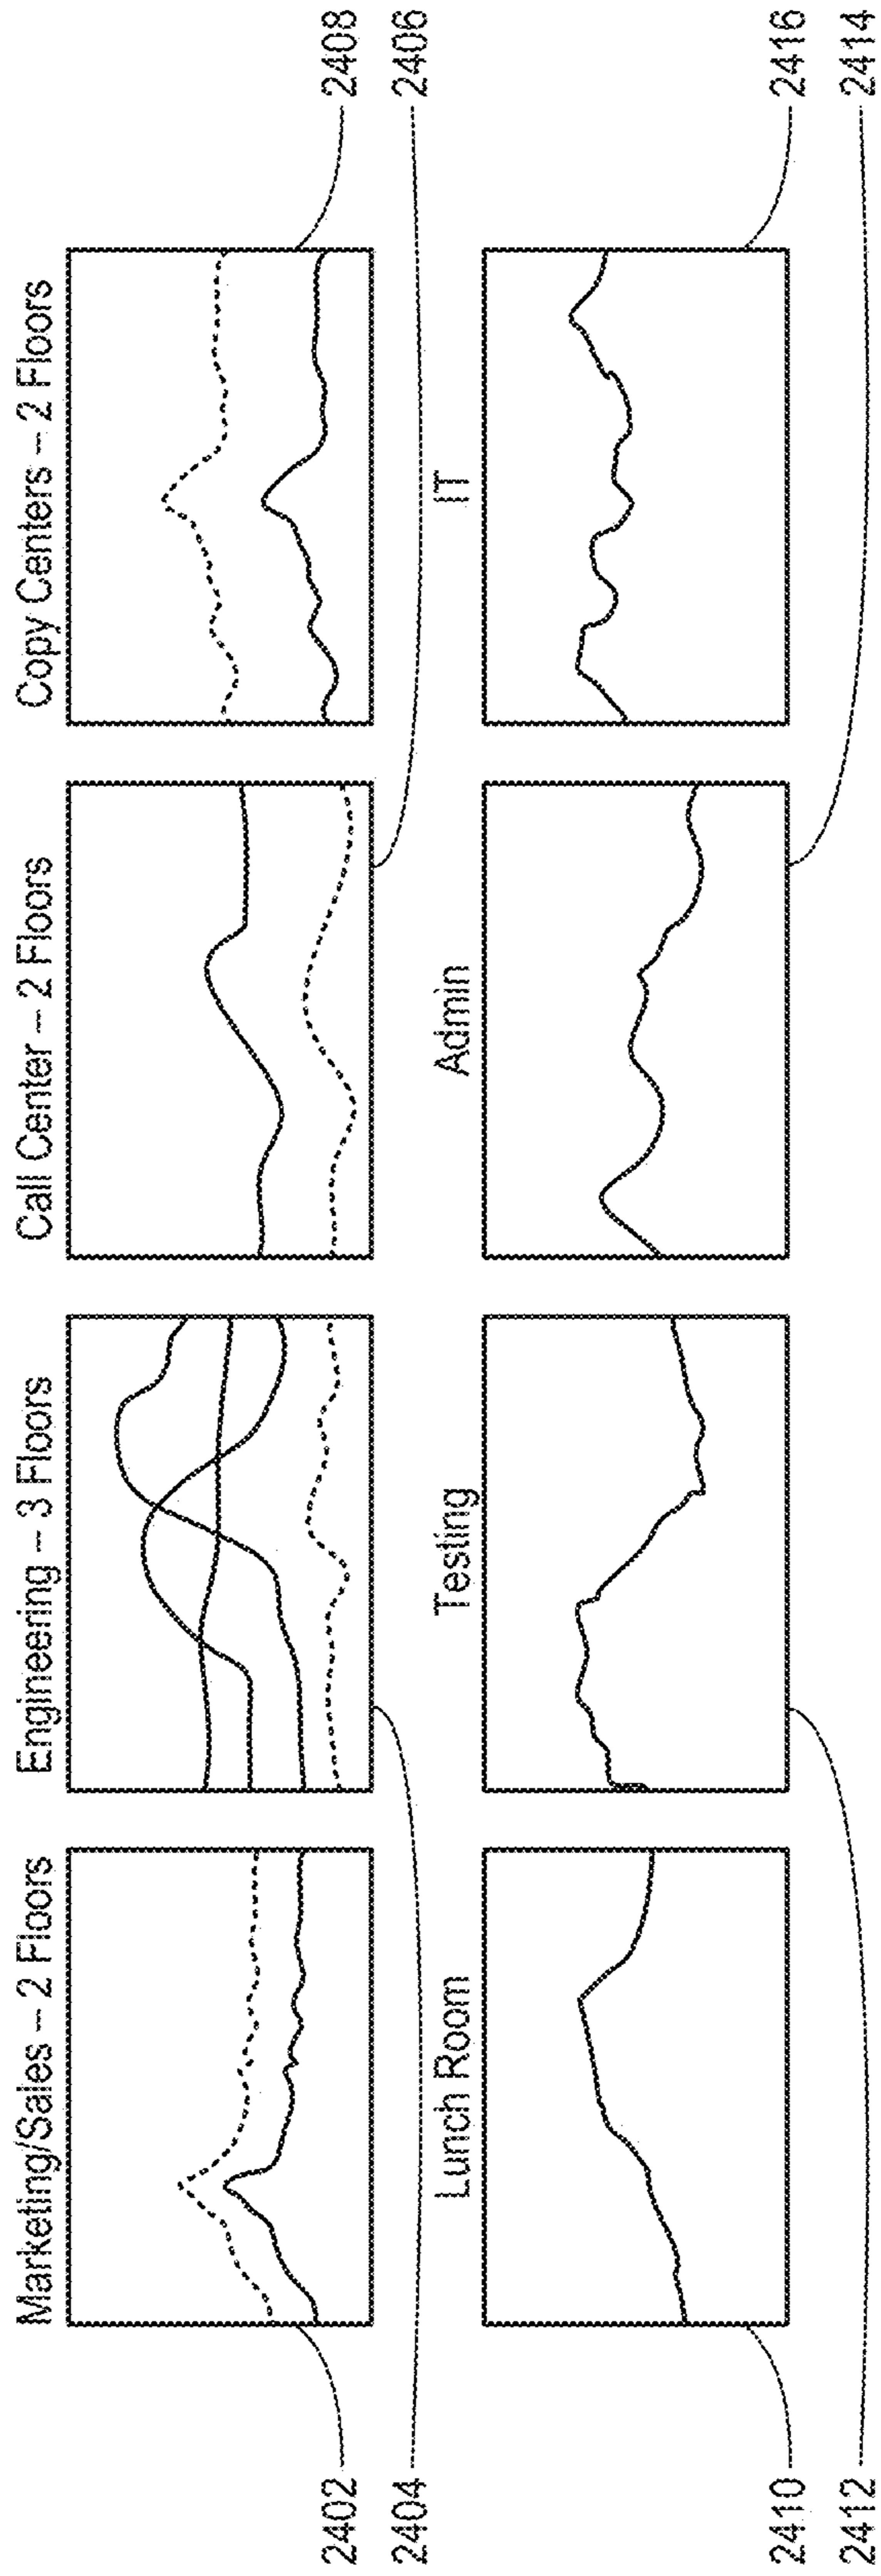 Marketing/Sales – 2 Floors
Engineering – 3 Floors
Call Center – 2 Floors
Copy Centers – 2 Floors
2402
2404
2408
2406
Lunch Room
Testing
Admin
IT
2410
2412
2416
2414